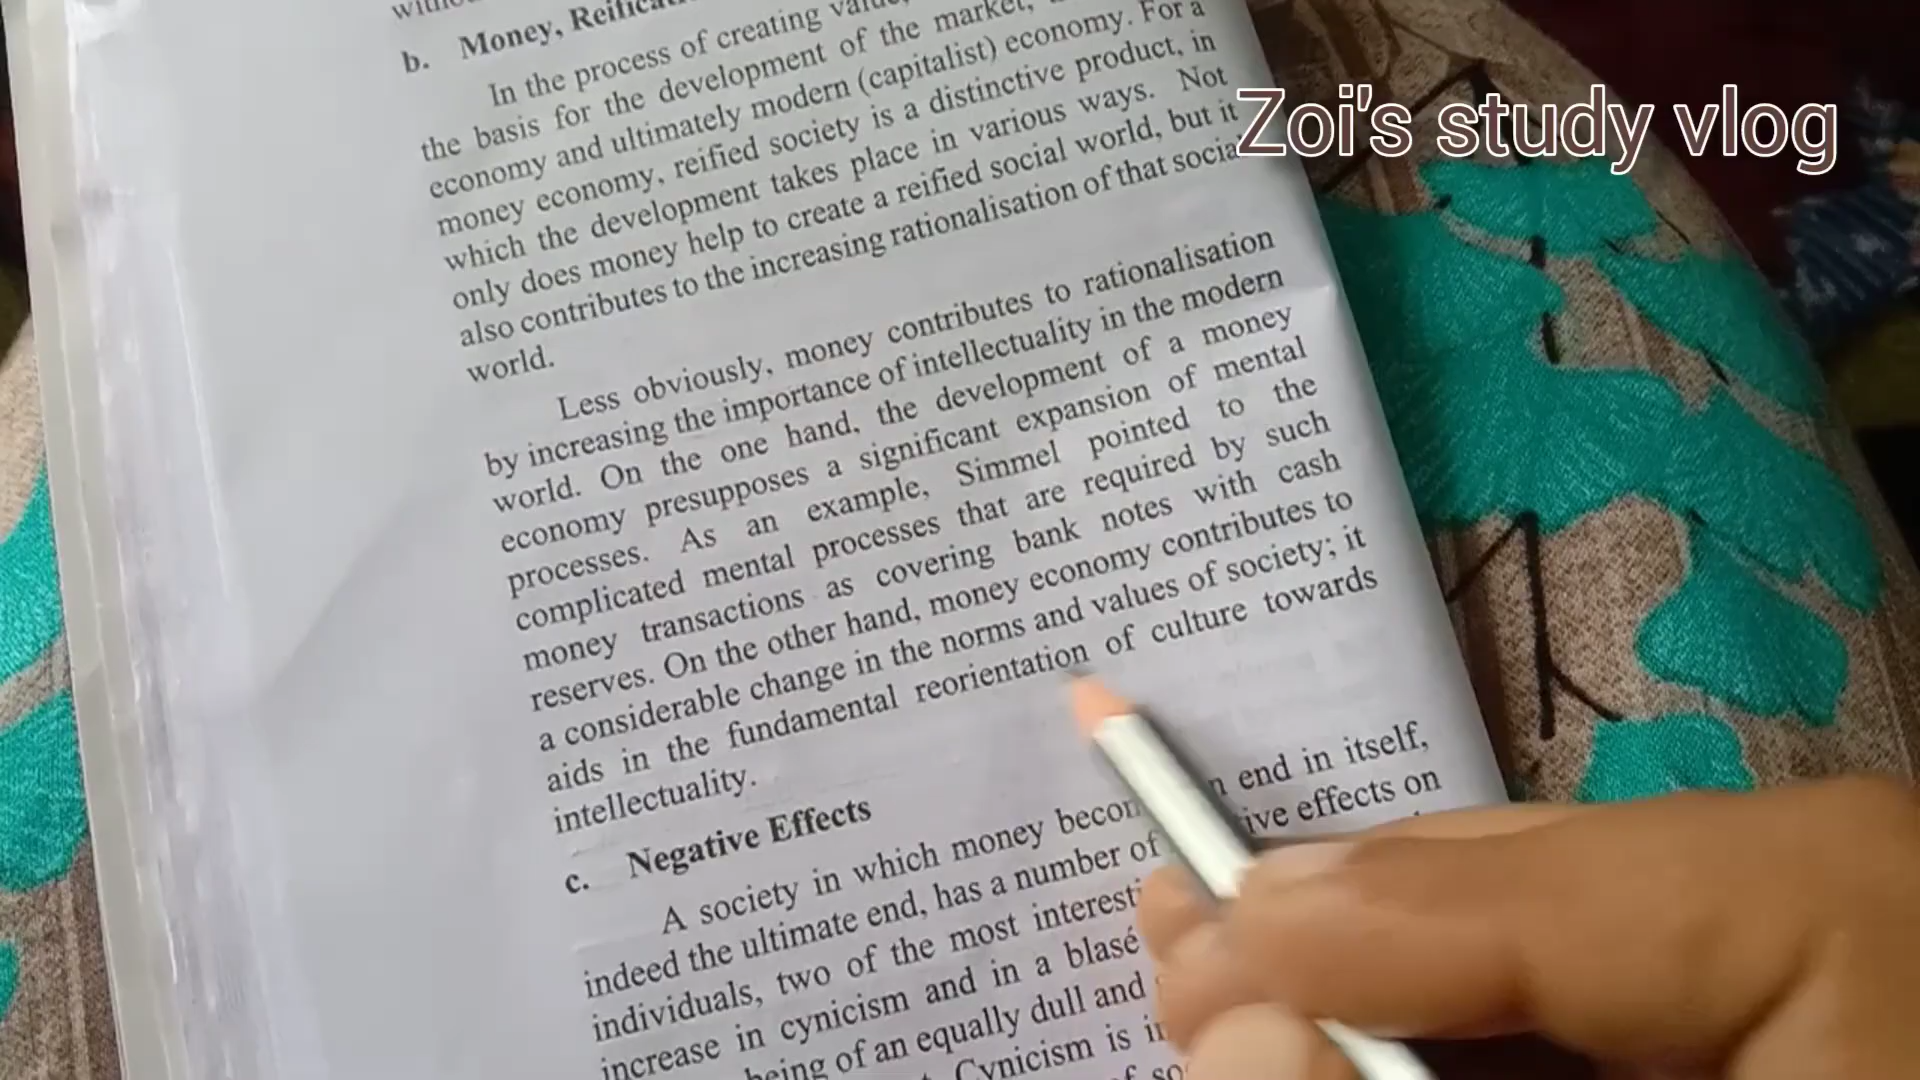 b. Money,
In the process of creating
the basis for the development of the market,
economy and ultimately modern (capitalist) economy. For a
money economy, reified society is a distinctive product, in
which the development takes place in various ways. Not
only does money help to create a reified social world, but it
also contributes to the increasing rationalisation of that social
world.
Less obviously, money contributes to rationalisation
by increasing the importance of intellectuality in the modern
world. On the one hand, the development of a money
economy presupposes a significant expansion of mental
processes. As an example, Simmel pointed to the
complicated mental processes that are required by such
money transactions as covering bank notes with cash
reserves. On the other hand, money economy contributes to
a considerable change in the norms and values of society; it
aids in the fundamental reorientation of culture towards
intellectuality.
c. Negative Effects
A society in which money end in itself,
indeed the ultimate end, has a number of effects on
individuals, two of the most
increase in cynicism and in a blasé
being of an equally dull and
Cynicism is
Zoi's study vlog